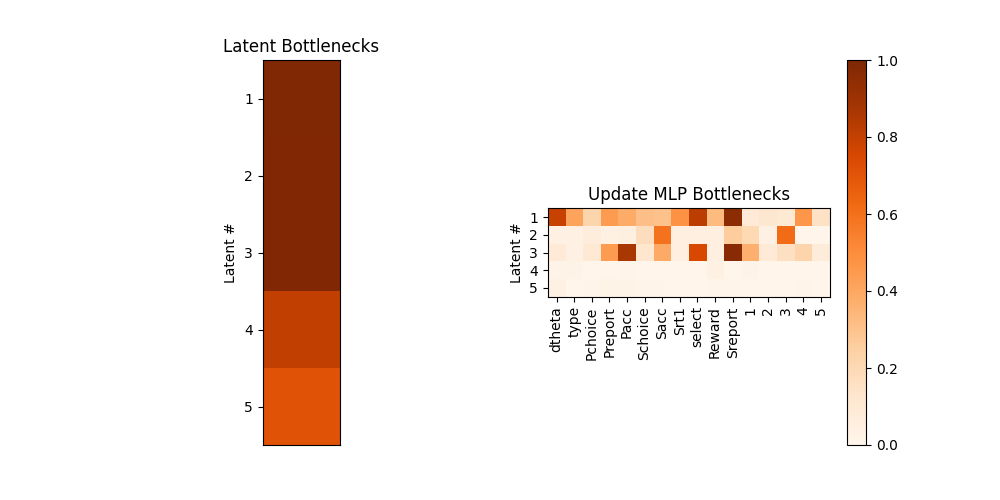 Latent Bottlenecks
Latent #
1
2
3
4
5
Update MLP Bottlenecks
Latent #
1
2
3
4
5
dtheta
type
Pchoice
Preport
Pacc
Schoice
Sacc
Srt1
select
Reward
Sreport
1
2
3
4
5
1.0
0.8
0.6
0.4
0.2
0.0